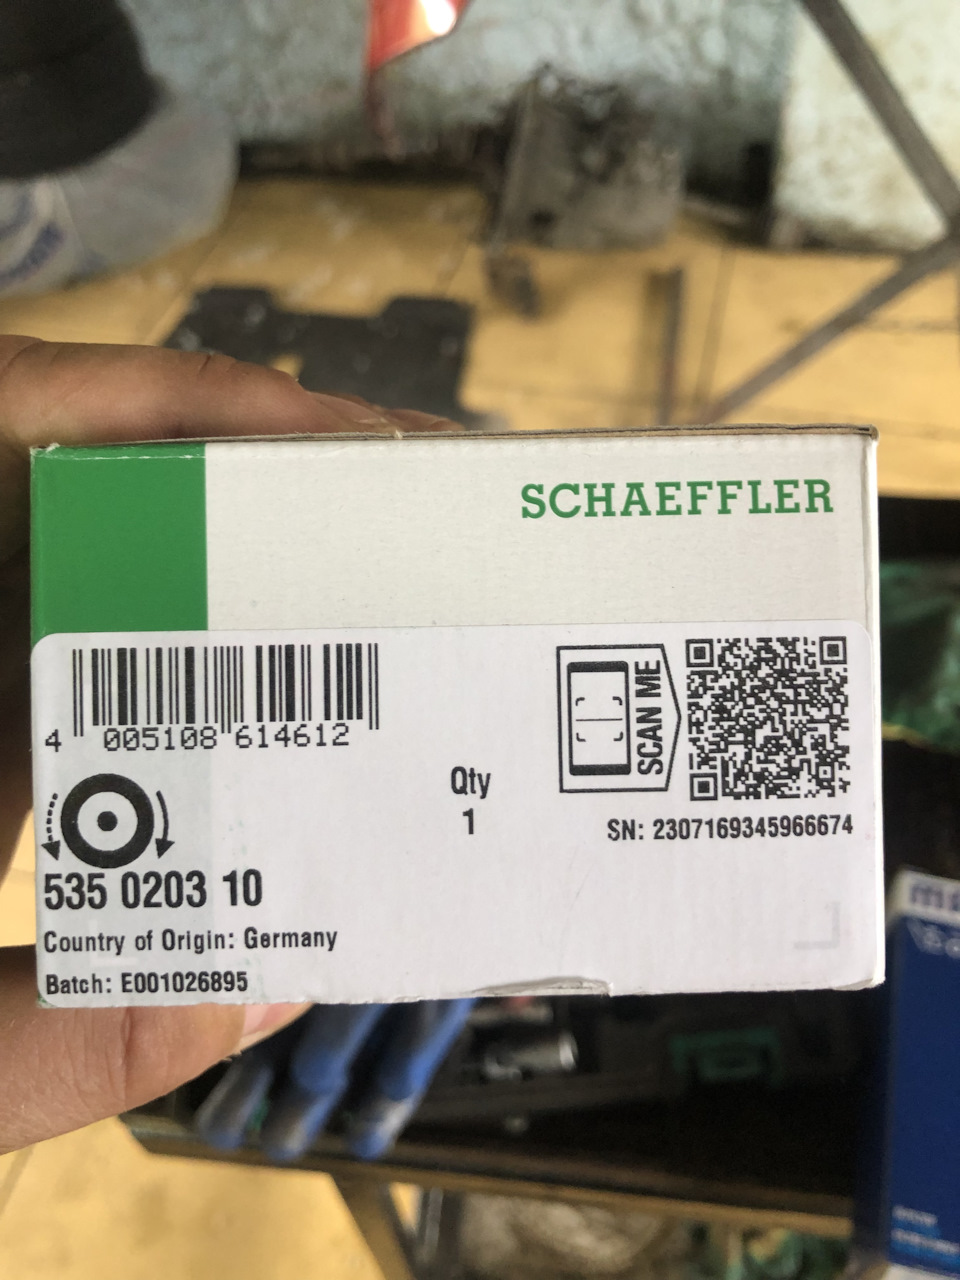 SCHAEFFLER
4 005108 614612
SCAN ME
Qty
1
SN: 2307169345966674
535 0203 10
Country of Origin: Germany
Batch: E001026895